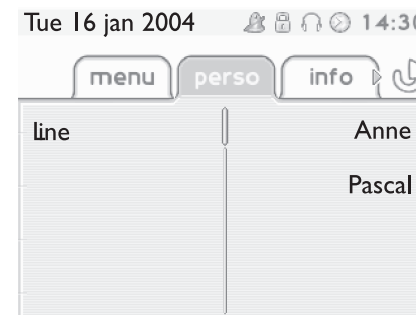 Tue 16 jan 2004 14:30
menu perso info
line Anne
Pascal